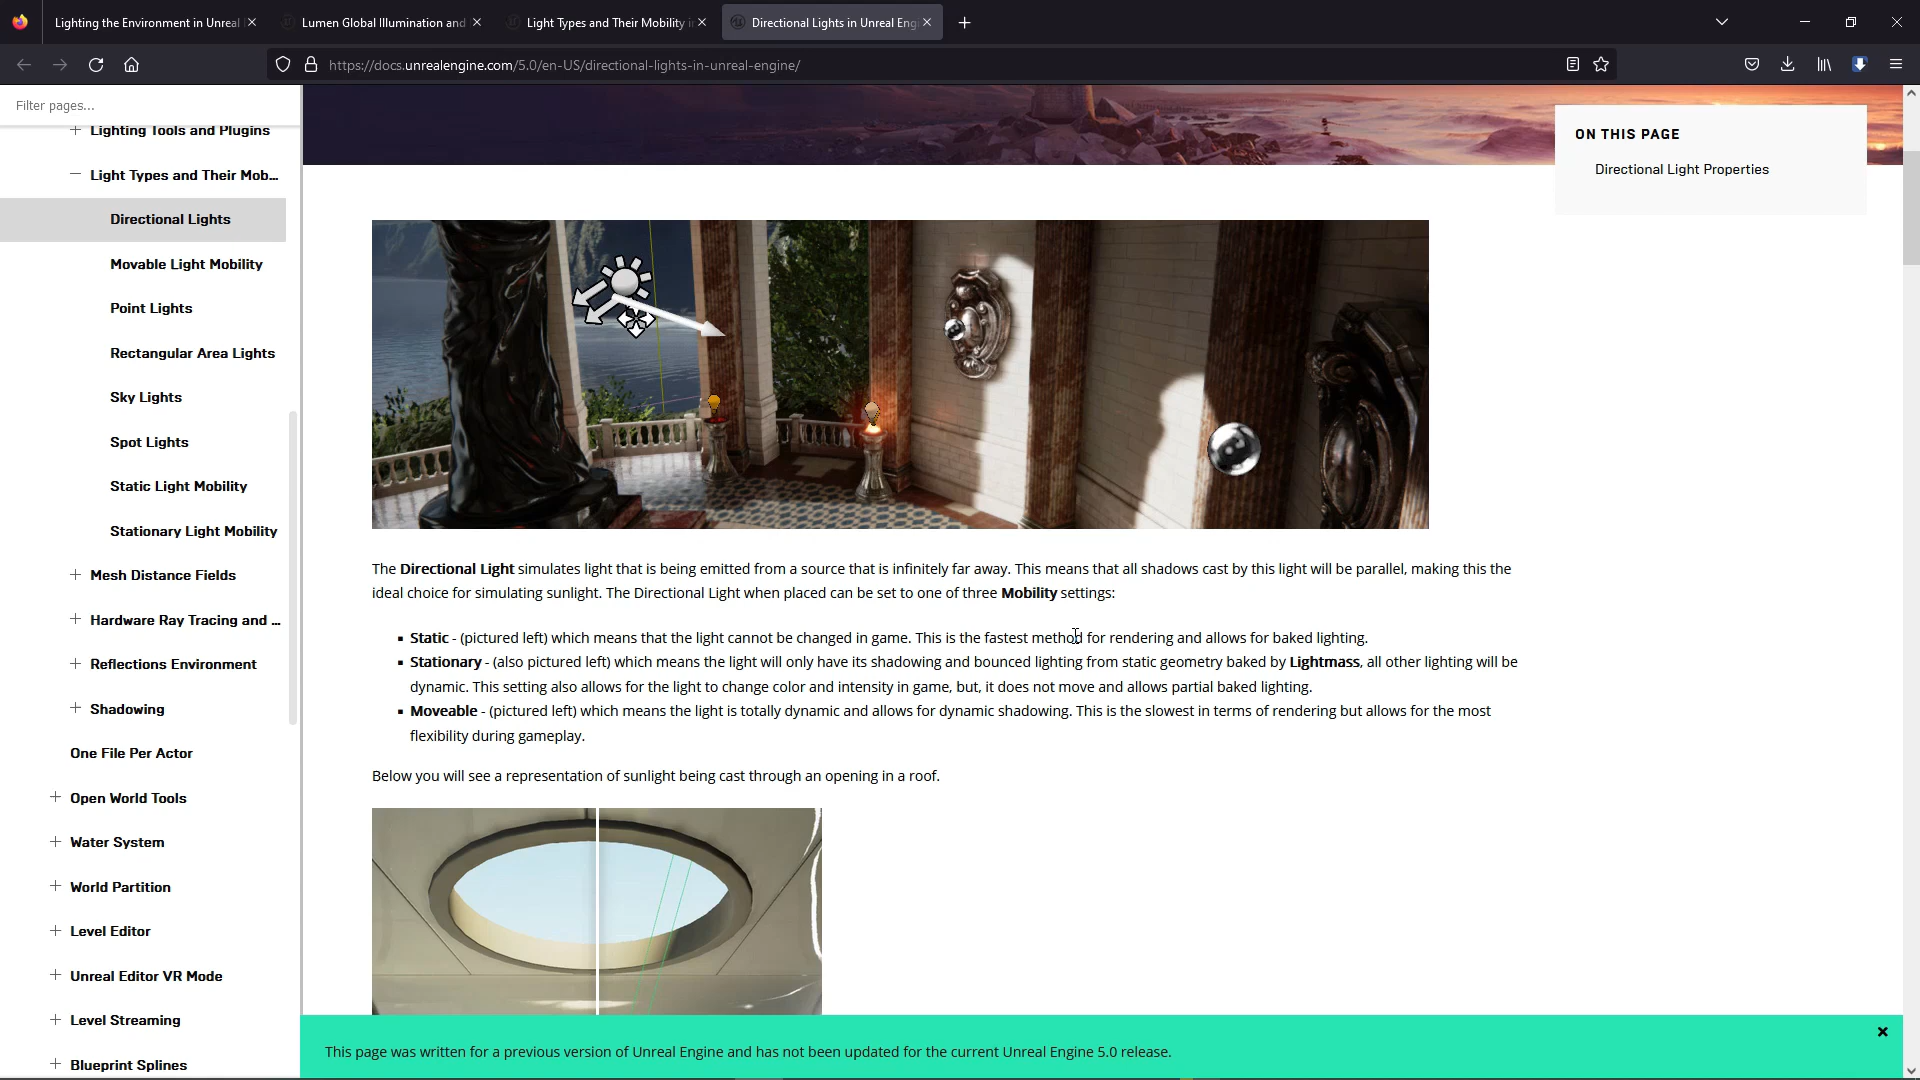 Lighting the Environment in Unreal
Lumen Global Illumination and
Light Types and Their Mobility i
Directional Lights in Unreal Eng
https://docs.unrealengine.com/5.0/en-US/directional-lights-in-unreal-engine/
Filter pages...
Lighting Tools and Plugins
Light Types and Their Mob...
Directional Lights
Movable Light Mobility
Point Lights
Rectangular Area Lights
Sky Lights
Spot Lights
Static Light Mobility
Stationary Light Mobility
Mesh Distance Fields
Hardware Ray Tracing and ...
Reflections Environment
Shadowing
One File Per Actor
Open World Tools
Water System
World Partition
Level Editor
Unreal Editor VR Mode
Level Streaming
Blueprint Splines
ON THIS PAGE
Directional Light Properties
The Directional Light simulates light that is being emitted from a source that is infinitely far away. This means that all shadows cast by this light will be parallel, making this the
ideal choice for simulating sunlight. The Directional Light when placed can be set to one of three Mobility settings:
▪ Static - (pictured left) which means that the light cannot be changed in game. This is the fastest method for rendering and allows for baked lighting.
▪ Stationary - (also pictured left) which means the light will only have its shadowing and bounced lighting from static geometry baked by Lightmass, all other lighting will be
dynamic. This setting also allows for the light to change color and intensity in game, but, it does not move and allows partial baked lighting.
▪ Moveable - (pictured left) which means the light is totally dynamic and allows for dynamic shadowing. This is the slowest in terms of rendering but allows for the most
flexibility during gameplay.
Below you will see a representation of sunlight being cast through an opening in a roof.
This page was written for a previous version of Unreal Engine and has not been updated for the current Unreal Engine 5.0 release.